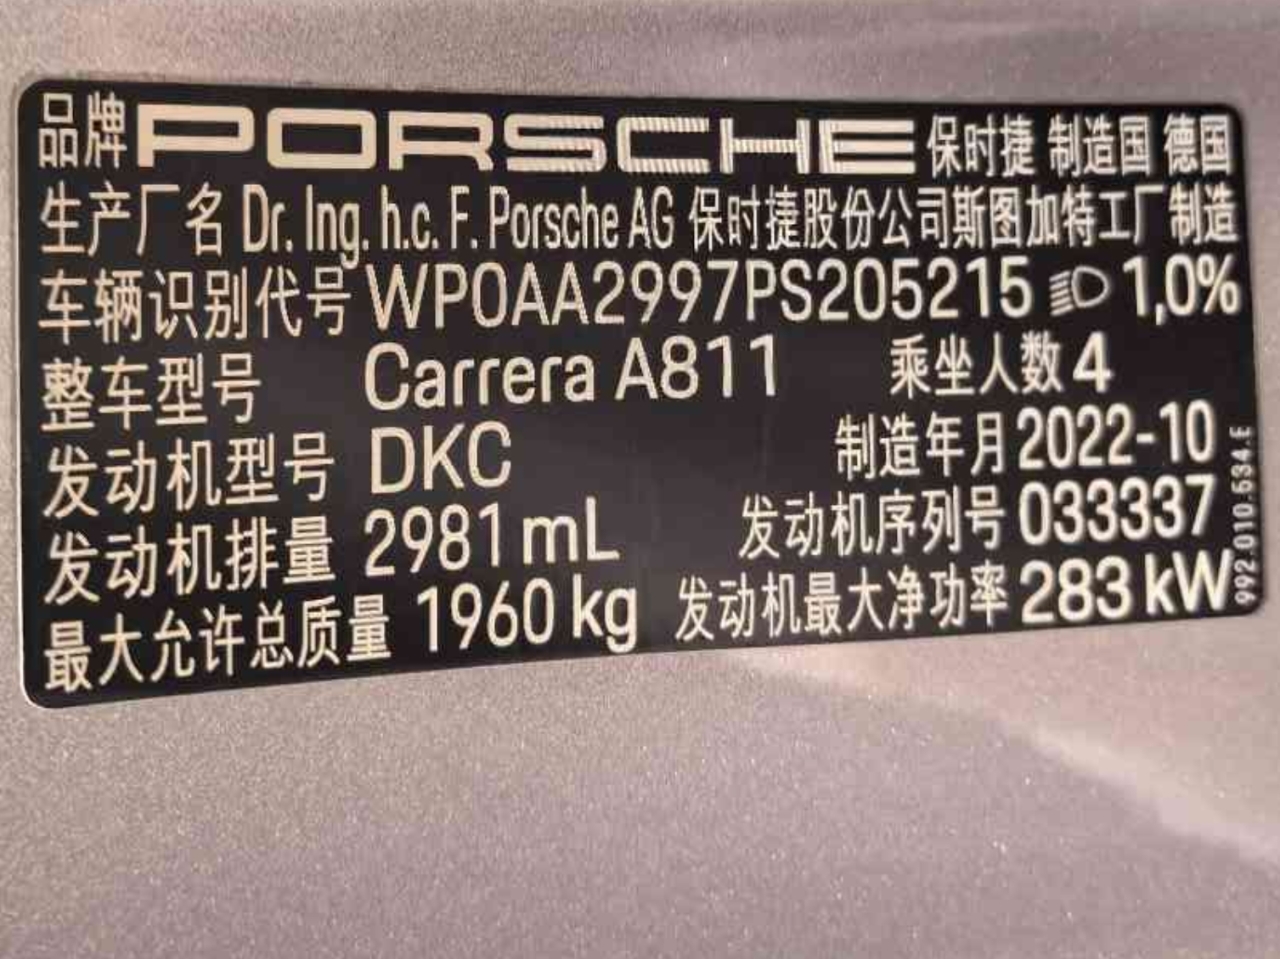 品牌 PORSCHE 保时捷 制造国 德国
生产厂名 Dr. Ing. h.c. F. Porsche AG 保时捷股份公司斯图加特工厂制造
车辆识别代号 WP0AA2997PS205215 1,0%
整车型号 Carrera A811 乘坐人数 4
发动机型号 DKC 制造年月 2022-10
发动机排量 2981 mL 发动机序列号 033337
最大允许总质量 1960 kg 发动机最大净功率 283 kW
992.010.634.E